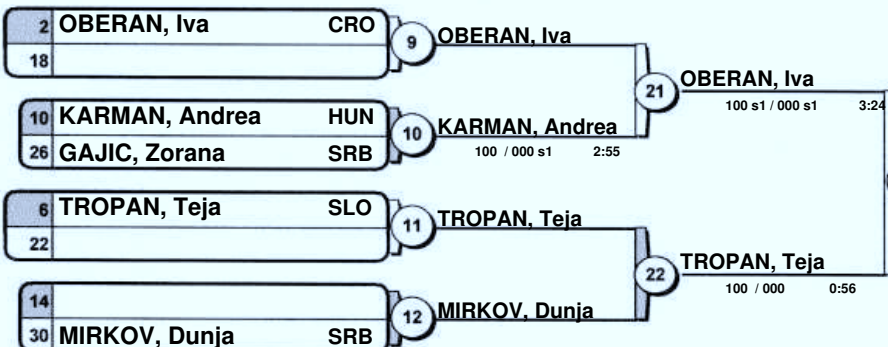 2 OBERAN, Iva CRO
18
9 OBERAN, Iva
10 KARMAN, Andrea HUN
26 GAJIC, Zorana SRB
10 KARMAN, Andrea
100 / 000 s1 2:55
21 OBERAN, Iva
100 s1 / 000 s1 3:24
6 TROPAN, Teja SLO
22
11 TROPAN, Teja
14
30 MIRKOV, Dunja SRB
12 MIRKOV, Dunja
22 TROPAN, Teja
100 / 000 0:56